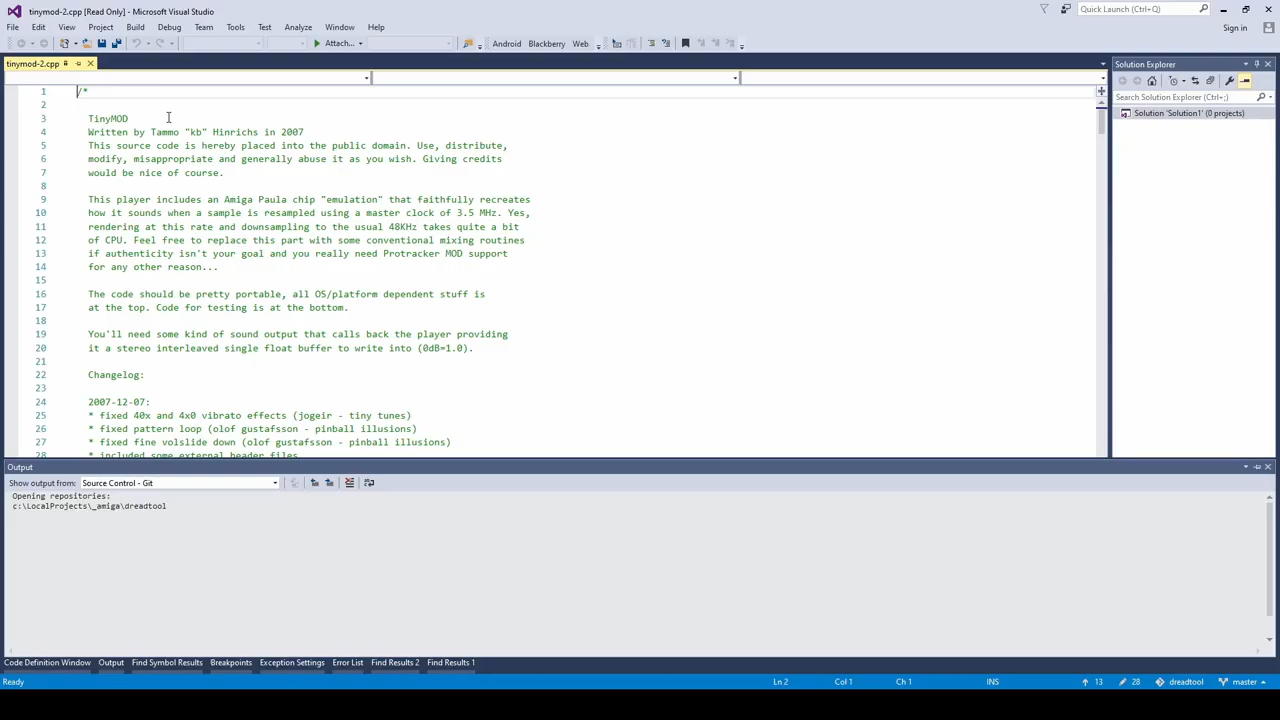 tinymod-2.cpp [Read Only] - Microsoft Visual Studio
Quick Launch (Ctrl+Q)
File Edit View Project Build Debug Team Tools Test Analyze Window Help
Sign in
Attach...
Android Blackberry Web
tinymod-2.cpp
Solution Explorer
Search Solution Explorer (Ctrl+;)
Solution 'Solution1' (0 projects)
1 /*
2
3 TinyMOD
4 Written by Tammo "kb" Hinrichs in 2007
5 This source code is hereby placed into the public domain. Use, distribute,
6 modify, misappropriate and generally abuse it as you wish. Giving credits
7 would be nice of course.
8
9 This player includes an Amiga Paula chip "emulation" that faithfully recreates
10 how it sounds when a sample is resampled using a master clock of 3.5 MHz. Yes,
11 rendering at this rate and downsampling to the usual 48KHz takes quite a bit
12 of CPU. Feel free to replace this part with some conventional mixing routines
13 if authenticity isn't your goal and you really need Protracker MOD support
14 for any other reason...
15
16 The code should be pretty portable, all OS/platform dependent stuff is
17 at the top. Code for testing is at the bottom.
18
19 You'll need some kind of sound output that calls back the player providing
20 it a stereo interleaved single float buffer to write into (0dB=1.0).
21
22 Changelog:
23
24 2007-12-07:
25 * fixed 40x and 4x0 vibrato effects (jogeir - tiny tunes)
26 * fixed pattern loop (olof gustafsson - pinball illusions)
27 * fixed fine volslide down (olof gustafsson - pinball illusions)
28 * included some external header files
Output
Show output from: Source Control - Git
Opening repositories:
c:\LocalProjects\_amiga\dreadtool
Code Definition Window Output Find Symbol Results Breakpoints Exception Settings Error List Find Results 2 Find Results 1
Ready Ln 2 Col 1 Ch 1 INS 13 28 dreadtool master